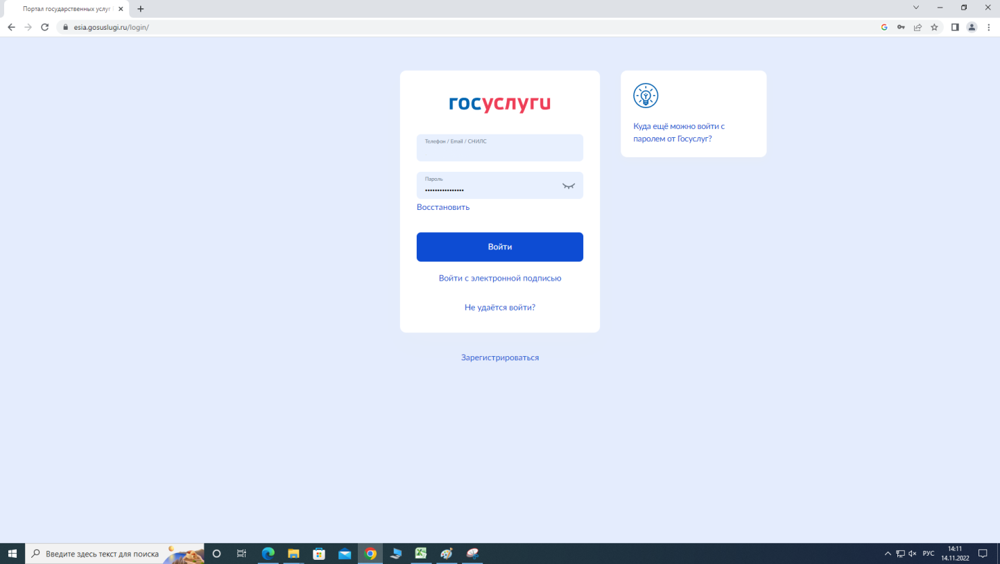 Портал государственных услуг
esia.gosuslugi.ru/login/
госуслуги
Телефон / Email / СНИЛС
Пароль
••••••••••••••••
Восстановить
Войти
Войти с электронной подписью
Не удаётся войти?
Зарегистрироваться
Куда ещё можно войти с
паролем от Госуслуг?
Введите здесь текст для поиска
РУС
14:11
14.11.2022